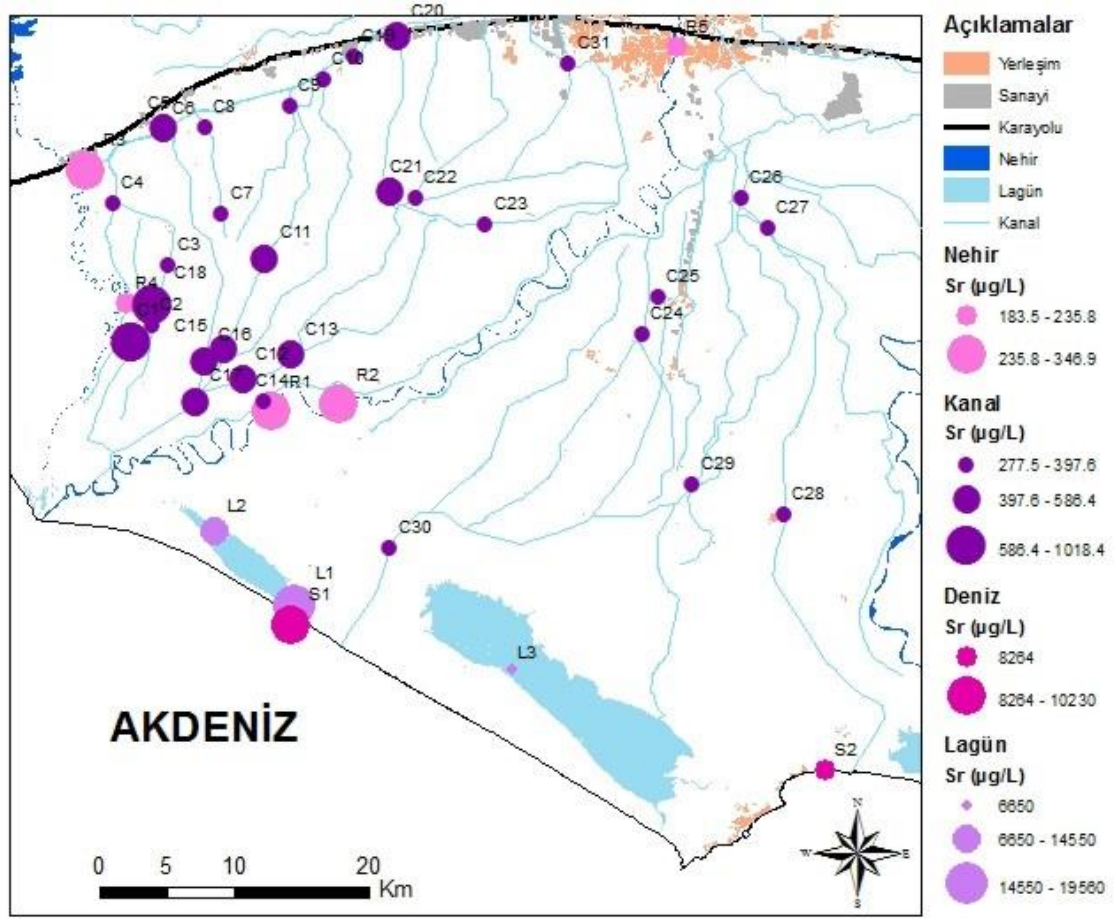 C20
C19
C31
R5
C10
C9
C5
C6
C8
R3
C4
C7
C21
C22
C23
C26
C27
C11
C3
C18
R4
C2
C1
C15
C16
C13
C12
C17
C14
R1
R2
C25
C24
C29
C28
C30
L2
L1
S1
L3
S2
AKDENİZ
0 5 10 20
Km
N
W E
S
Açıklamalar
Yerleşim
Sanayi
Karayolu
Nehir
Lagün
Kanal
Nehir
Sr (µg/L)
183.5 - 235.8
235.8 - 346.9
Kanal
Sr (µg/L)
277.5 - 397.6
397.6 - 586.4
586.4 - 1018.4
Deniz
Sr (µg/L)
8264
8264 - 10230
Lagün
Sr (µg/L)
6650
6650 - 14550
14550 - 19560